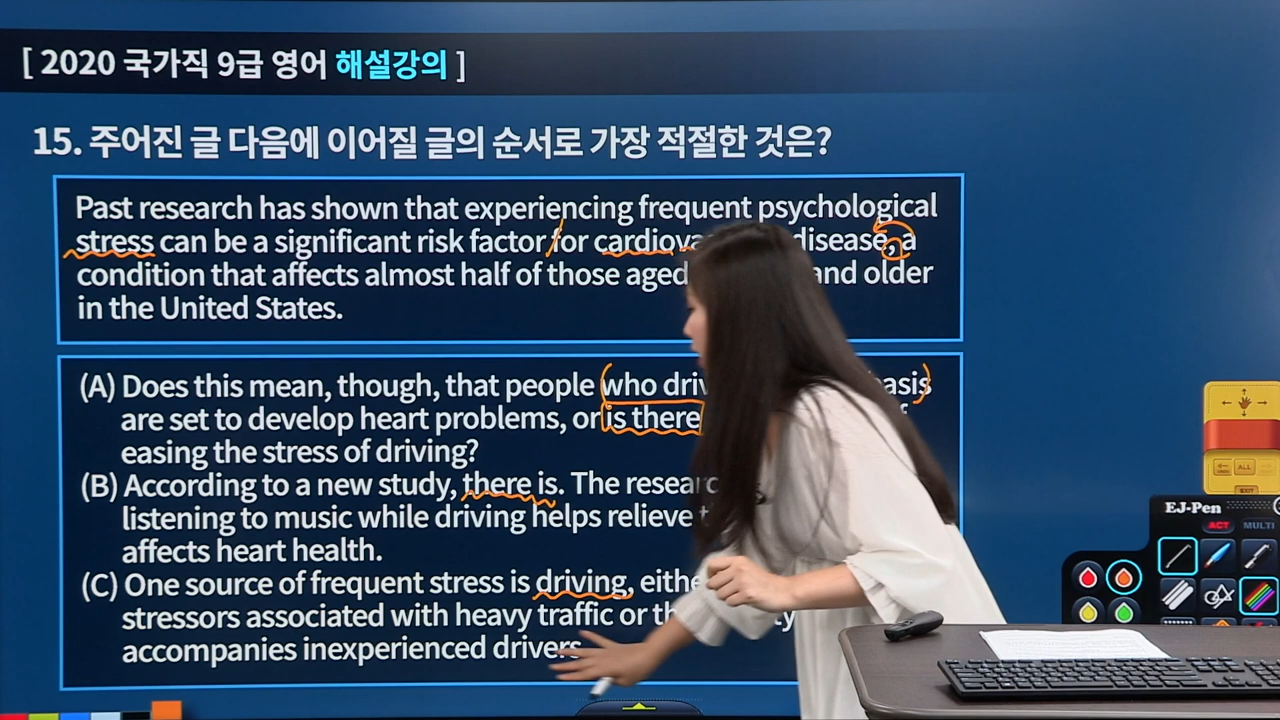 [ 2020 국가직 9급 영어 해설강의 ]
15. 주어진 글 다음에 이어질 글의 순서로 가장 적절한 것은?
Past research has shown that experiencing frequent psychological
stress can be a significant risk factor for disease, a
condition that affects almost half of those aged and older
in the United States.
(A) Does this mean, though, that people who basis
are set to develop heart problems, or is there of
easing the stress of driving?
(B) According to a new study, there is. The
listening to music while driving helps relieve
affects heart health.
(C) One source of frequent stress is driving,
stressors associated with heavy traffic or
accompanies inexperienced drivers.
EJ-Pen
ACT MULTI
ALL
EXIT